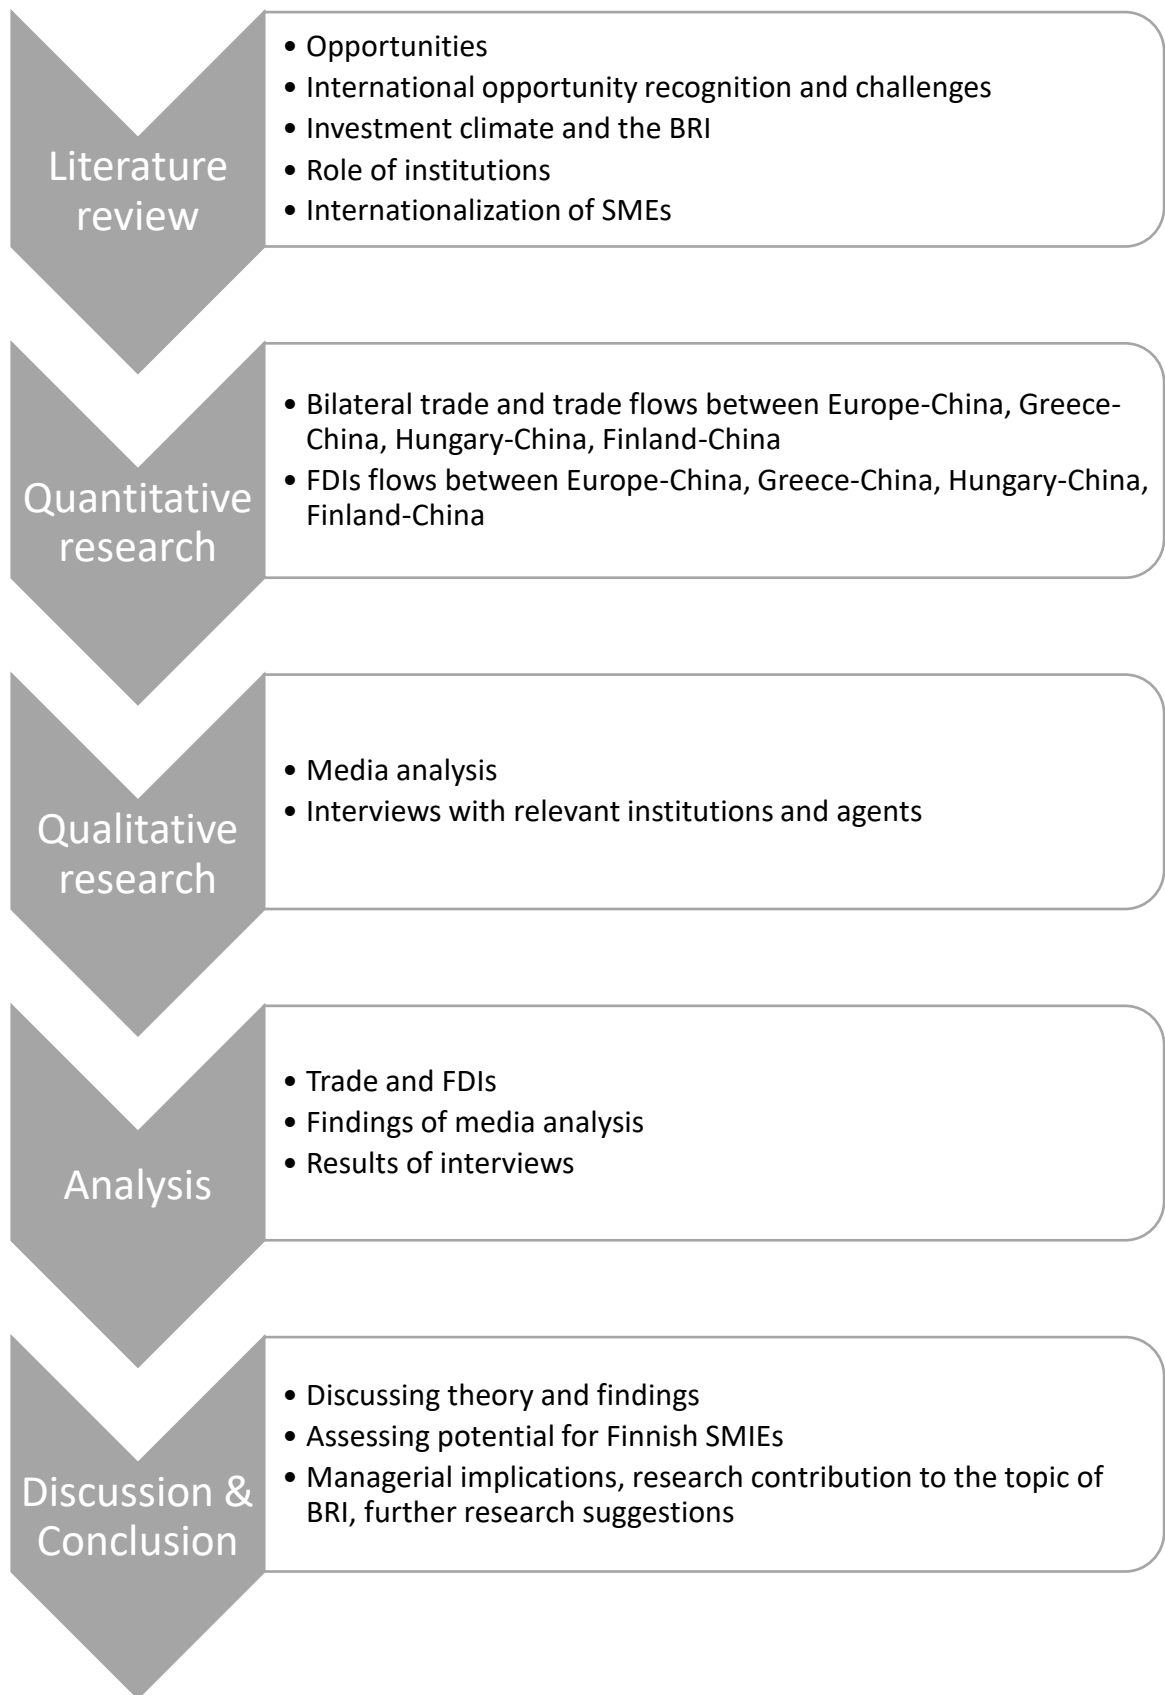 Literature
review
• Opportunities
• International opportunity recognition and challenges
• Investment climate and the BRI
• Role of institutions
• Internationalization of SMEs
Quantitative
research
• Bilateral trade and trade flows between Europe-China, Greece-
China, Hungary-China, Finland-China
• FDIs flows between Europe-China, Greece-China, Hungary-China,
Finland-China
Qualitative
research
• Media analysis
• Interviews with relevant institutions and agents
Analysis
• Trade and FDIs
• Findings of media analysis
• Results of interviews
Discussion &
Conclusion
• Discussing theory and findings
• Assessing potential for Finnish SMIEs
• Managerial implications, research contribution to the topic of
BRI, further research suggestions